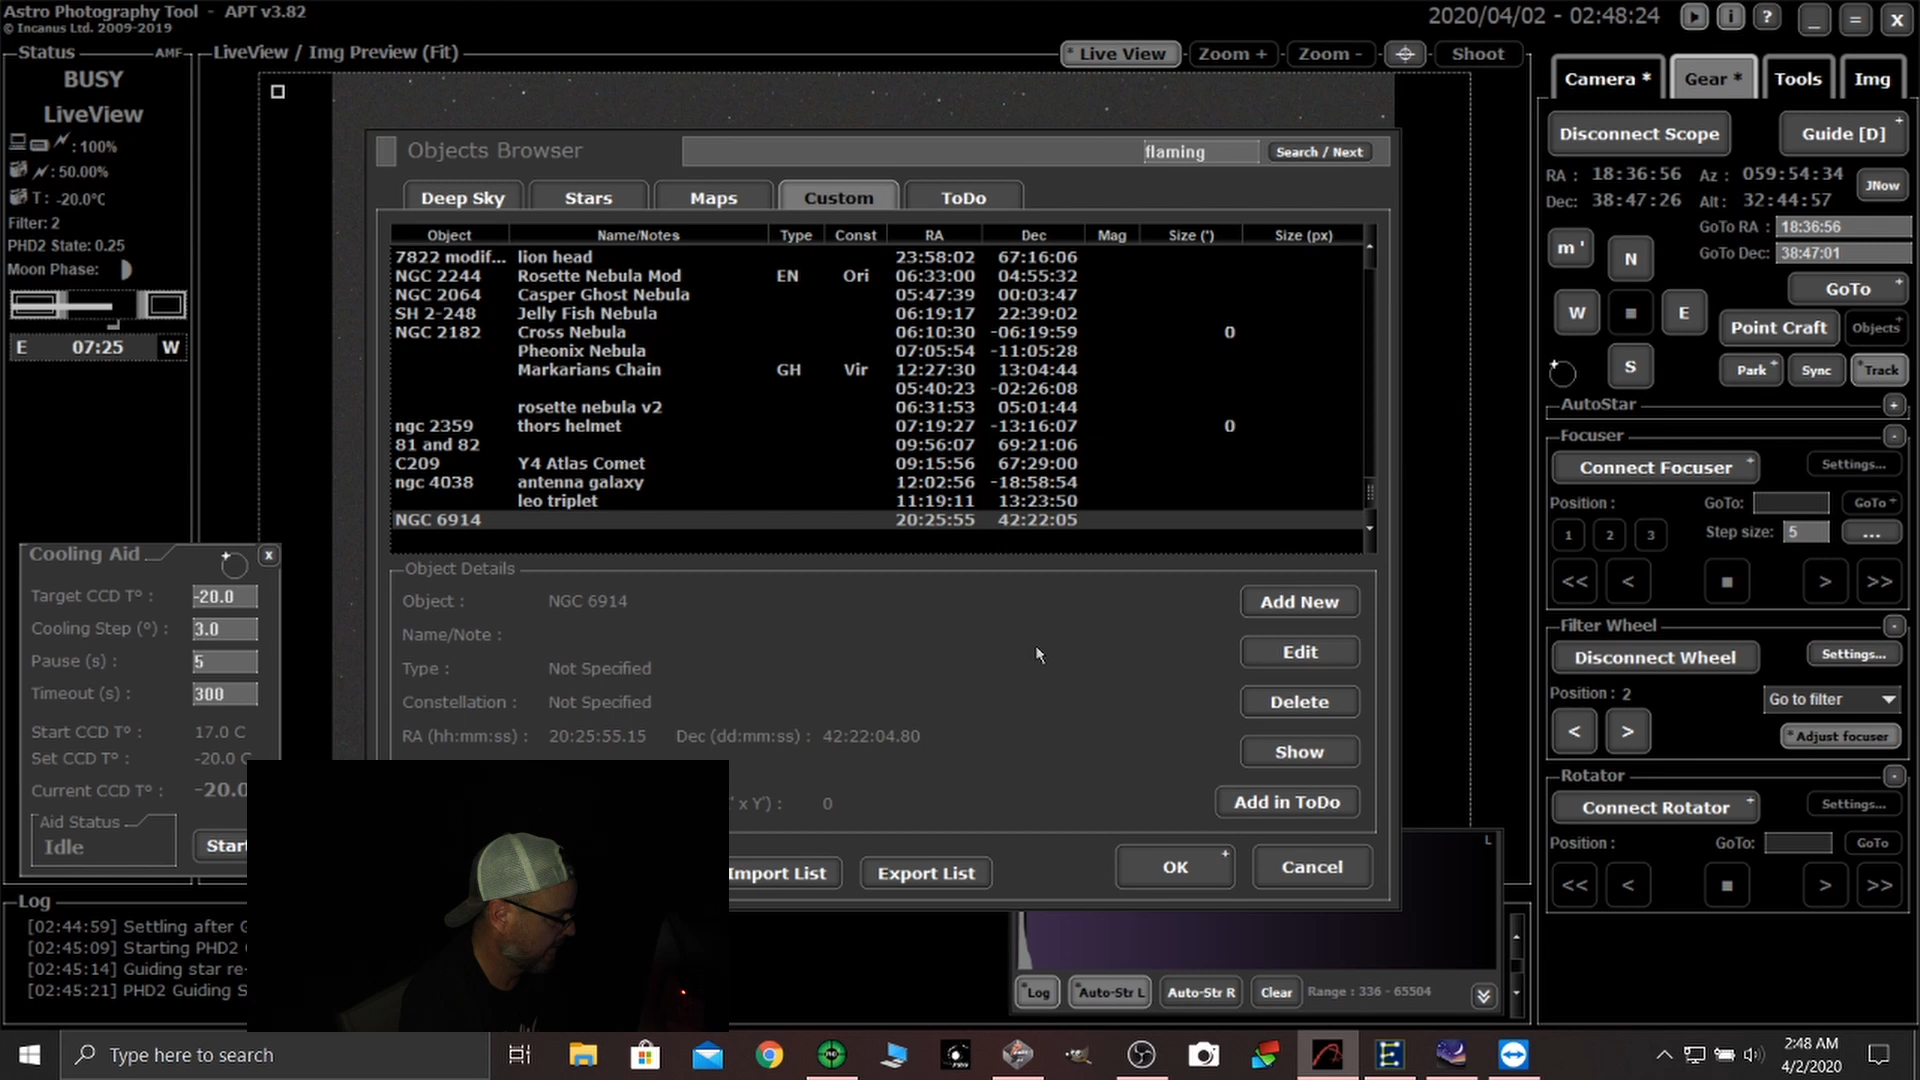 Astro Photography Tool - APT v3.82
© Incanus Ltd. 2009-2019
2020/04/02 - 02:48:24
i
?
X
Status
AMF
BUSY
LiveView
: 100%
: 50.00%
T : -20.0°C
Filter: 2
PHD2 State: 0.25
Moon Phase:
E 07:25 W
LiveView / Img Preview (Fit)
* Live View
Zoom +
Zoom -
Shoot
Objects Browser
flaming
Search / Next
Deep Sky
Stars
Maps
Custom
ToDo
Object Name/Notes Type Const RA Dec Mag Size (') Size (px)
7822 modif... lion head 23:58:02 67:16:06
NGC 2244 Rosette Nebula Mod EN Ori 06:33:00 04:55:32
NGC 2064 Casper Ghost Nebula 05:47:39 00:03:47
SH 2-248 Jelly Fish Nebula 06:19:17 22:39:02
NGC 2182 Cross Nebula 06:10:30 -06:19:59 0
Pheonix Nebula 07:05:54 -11:05:28
Markarians Chain GH Vir 12:27:30 13:04:44
05:40:23 -02:26:08
rosette nebula v2 06:31:53 05:01:44
ngc 2359 thors helmet 07:19:27 -13:16:07 0
81 and 82 09:56:07 69:21:06
C209 Y4 Atlas Comet 09:15:56 67:29:00
ngc 4038 antenna galaxy 12:02:56 -18:58:54
leo triplet 11:19:11 13:23:50
NGC 6914 20:25:55 42:22:05
Object Details
Object : NGC 6914
Name/Note :
Type : Not Specified
Constellation : Not Specified
RA (hh:mm:ss) : 20:25:55.15 Dec (dd:mm:ss) : 42:22:04.80
' x Y') : 0
Add New
Edit
Delete
Show
Add in ToDo
Import List
Export List
OK +
Cancel
Cooling Aid
x
Target CCD T° : -20.0
Cooling Step (°) : 3.0
Pause (s) : 5
Timeout (s) : 300
Start CCD T° : 17.0 C
Set CCD T° : -20.0 C
Current CCD T° : -20.0
Aid Status
Idle
Start
Log
[02:44:59] Settling after
[02:45:09] Starting PHD2
[02:45:14] Guiding star re-
[02:45:21] PHD2 Guiding S
L
*Log
*Auto-Str L
Auto-Str R
Clear
Range : 336 - 65504
Camera *
Gear *
Tools
Img
Disconnect Scope
Guide [D] +
RA : 18:36:56 Az : 059:54:34
Dec: 38:47:26 Alt : 32:44:57
JNow
GoTo RA : 18:36:56
GoTo Dec: 38:47:01
m '
N
W
E
S
GoTo +
Point Craft
Objects +
Park +
Sync
*Track
AutoStar +
Focuser -
Connect Focuser +
Settings...
Position : GoTo: GoTo +
1 2 3 Step size: 5 ...
<< < ■ > >>
Filter Wheel -
Disconnect Wheel
Settings...
Position : 2
Go to filter
< >
*Adjust focuser
Rotator -
Connect Rotator +
Settings...
Position : GoTo: GoTo
<< < ■ > >>
Type here to search
2:48 AM
4/2/2020